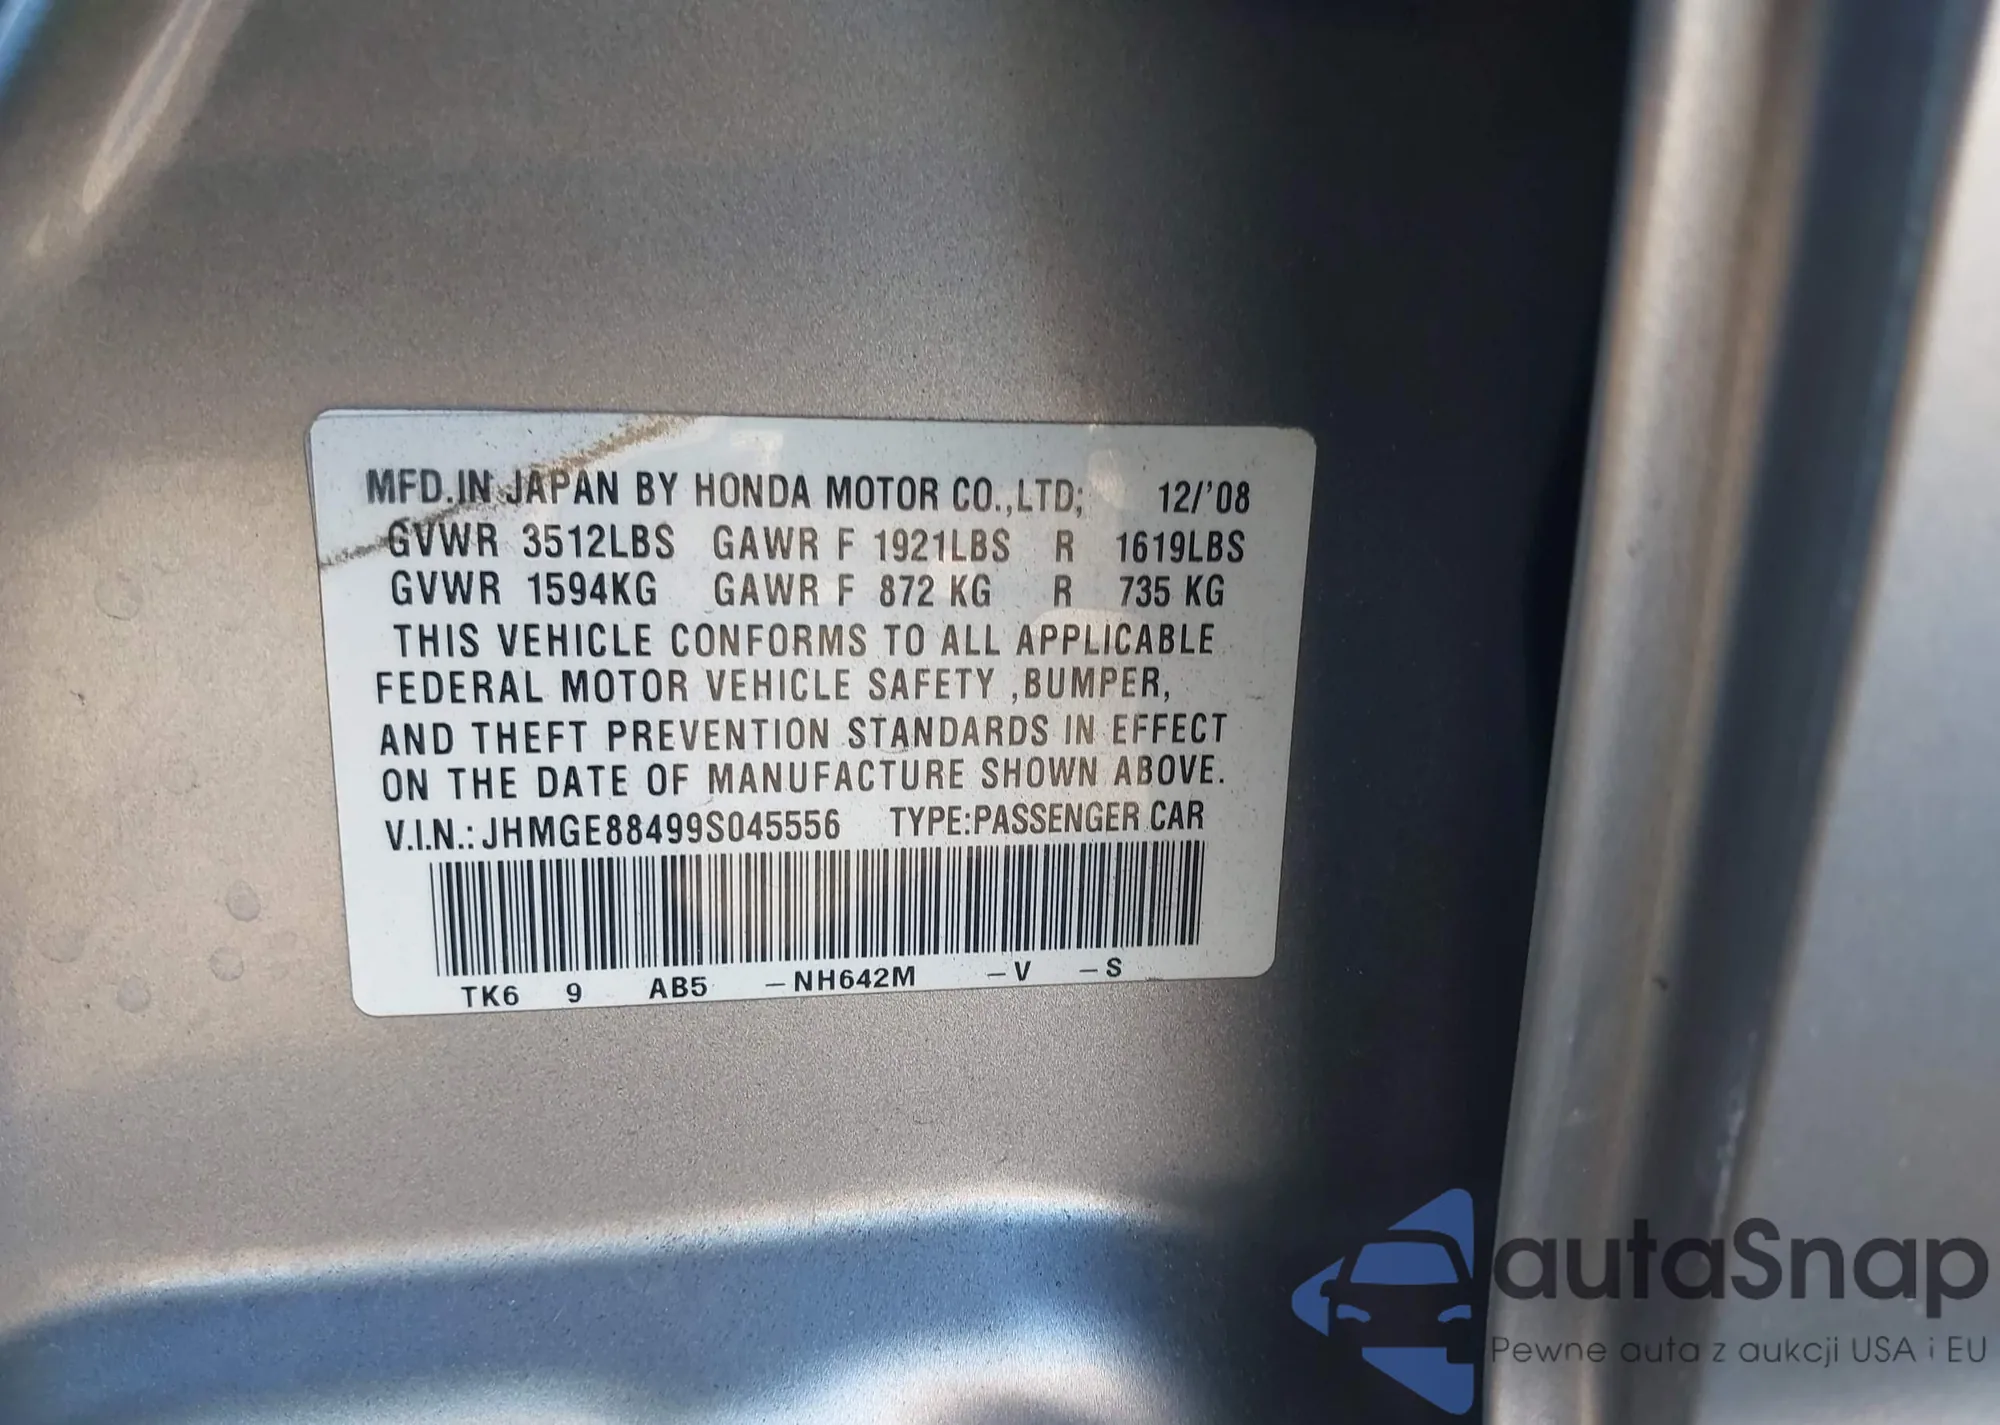 MFD.IN JAPAN BY HONDA MOTOR CO.,LTD; 12/'08
GVWR 3512LBS GAWR F 1921LBS R 1619LBS
GVWR 1594KG GAWR F 872 KG R 735 KG
THIS VEHICLE CONFORMS TO ALL APPLICABLE
FEDERAL MOTOR VEHICLE SAFETY ,BUMPER,
AND THEFT PREVENTION STANDARDS IN EFFECT
ON THE DATE OF MANUFACTURE SHOWN ABOVE.
V.I.N.: JHMGE88499S045556 TYPE:PASSENGER CAR
TK6 9 AB5 –NH642M –V –S
autaSnap
Pewne auta z aukcji USA i EU